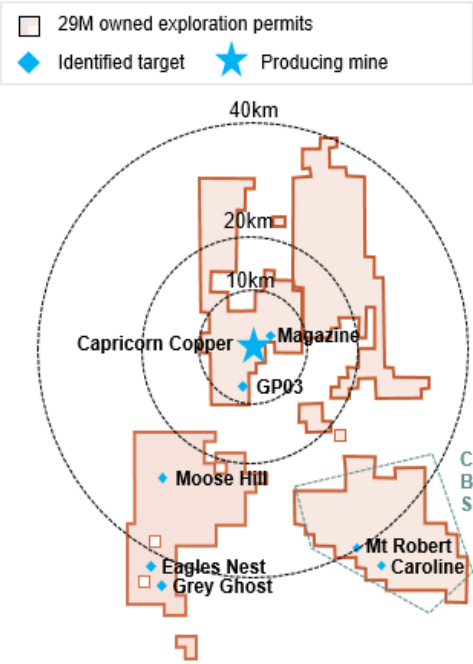 29M owned exploration permits
Identified target
Producing mine
40km
20km
10km
Capricorn Copper
Magazine
GP03
Moose Hill
C
B
S
Mt Robert
Eagles Nest
Caroline
Grey Ghost